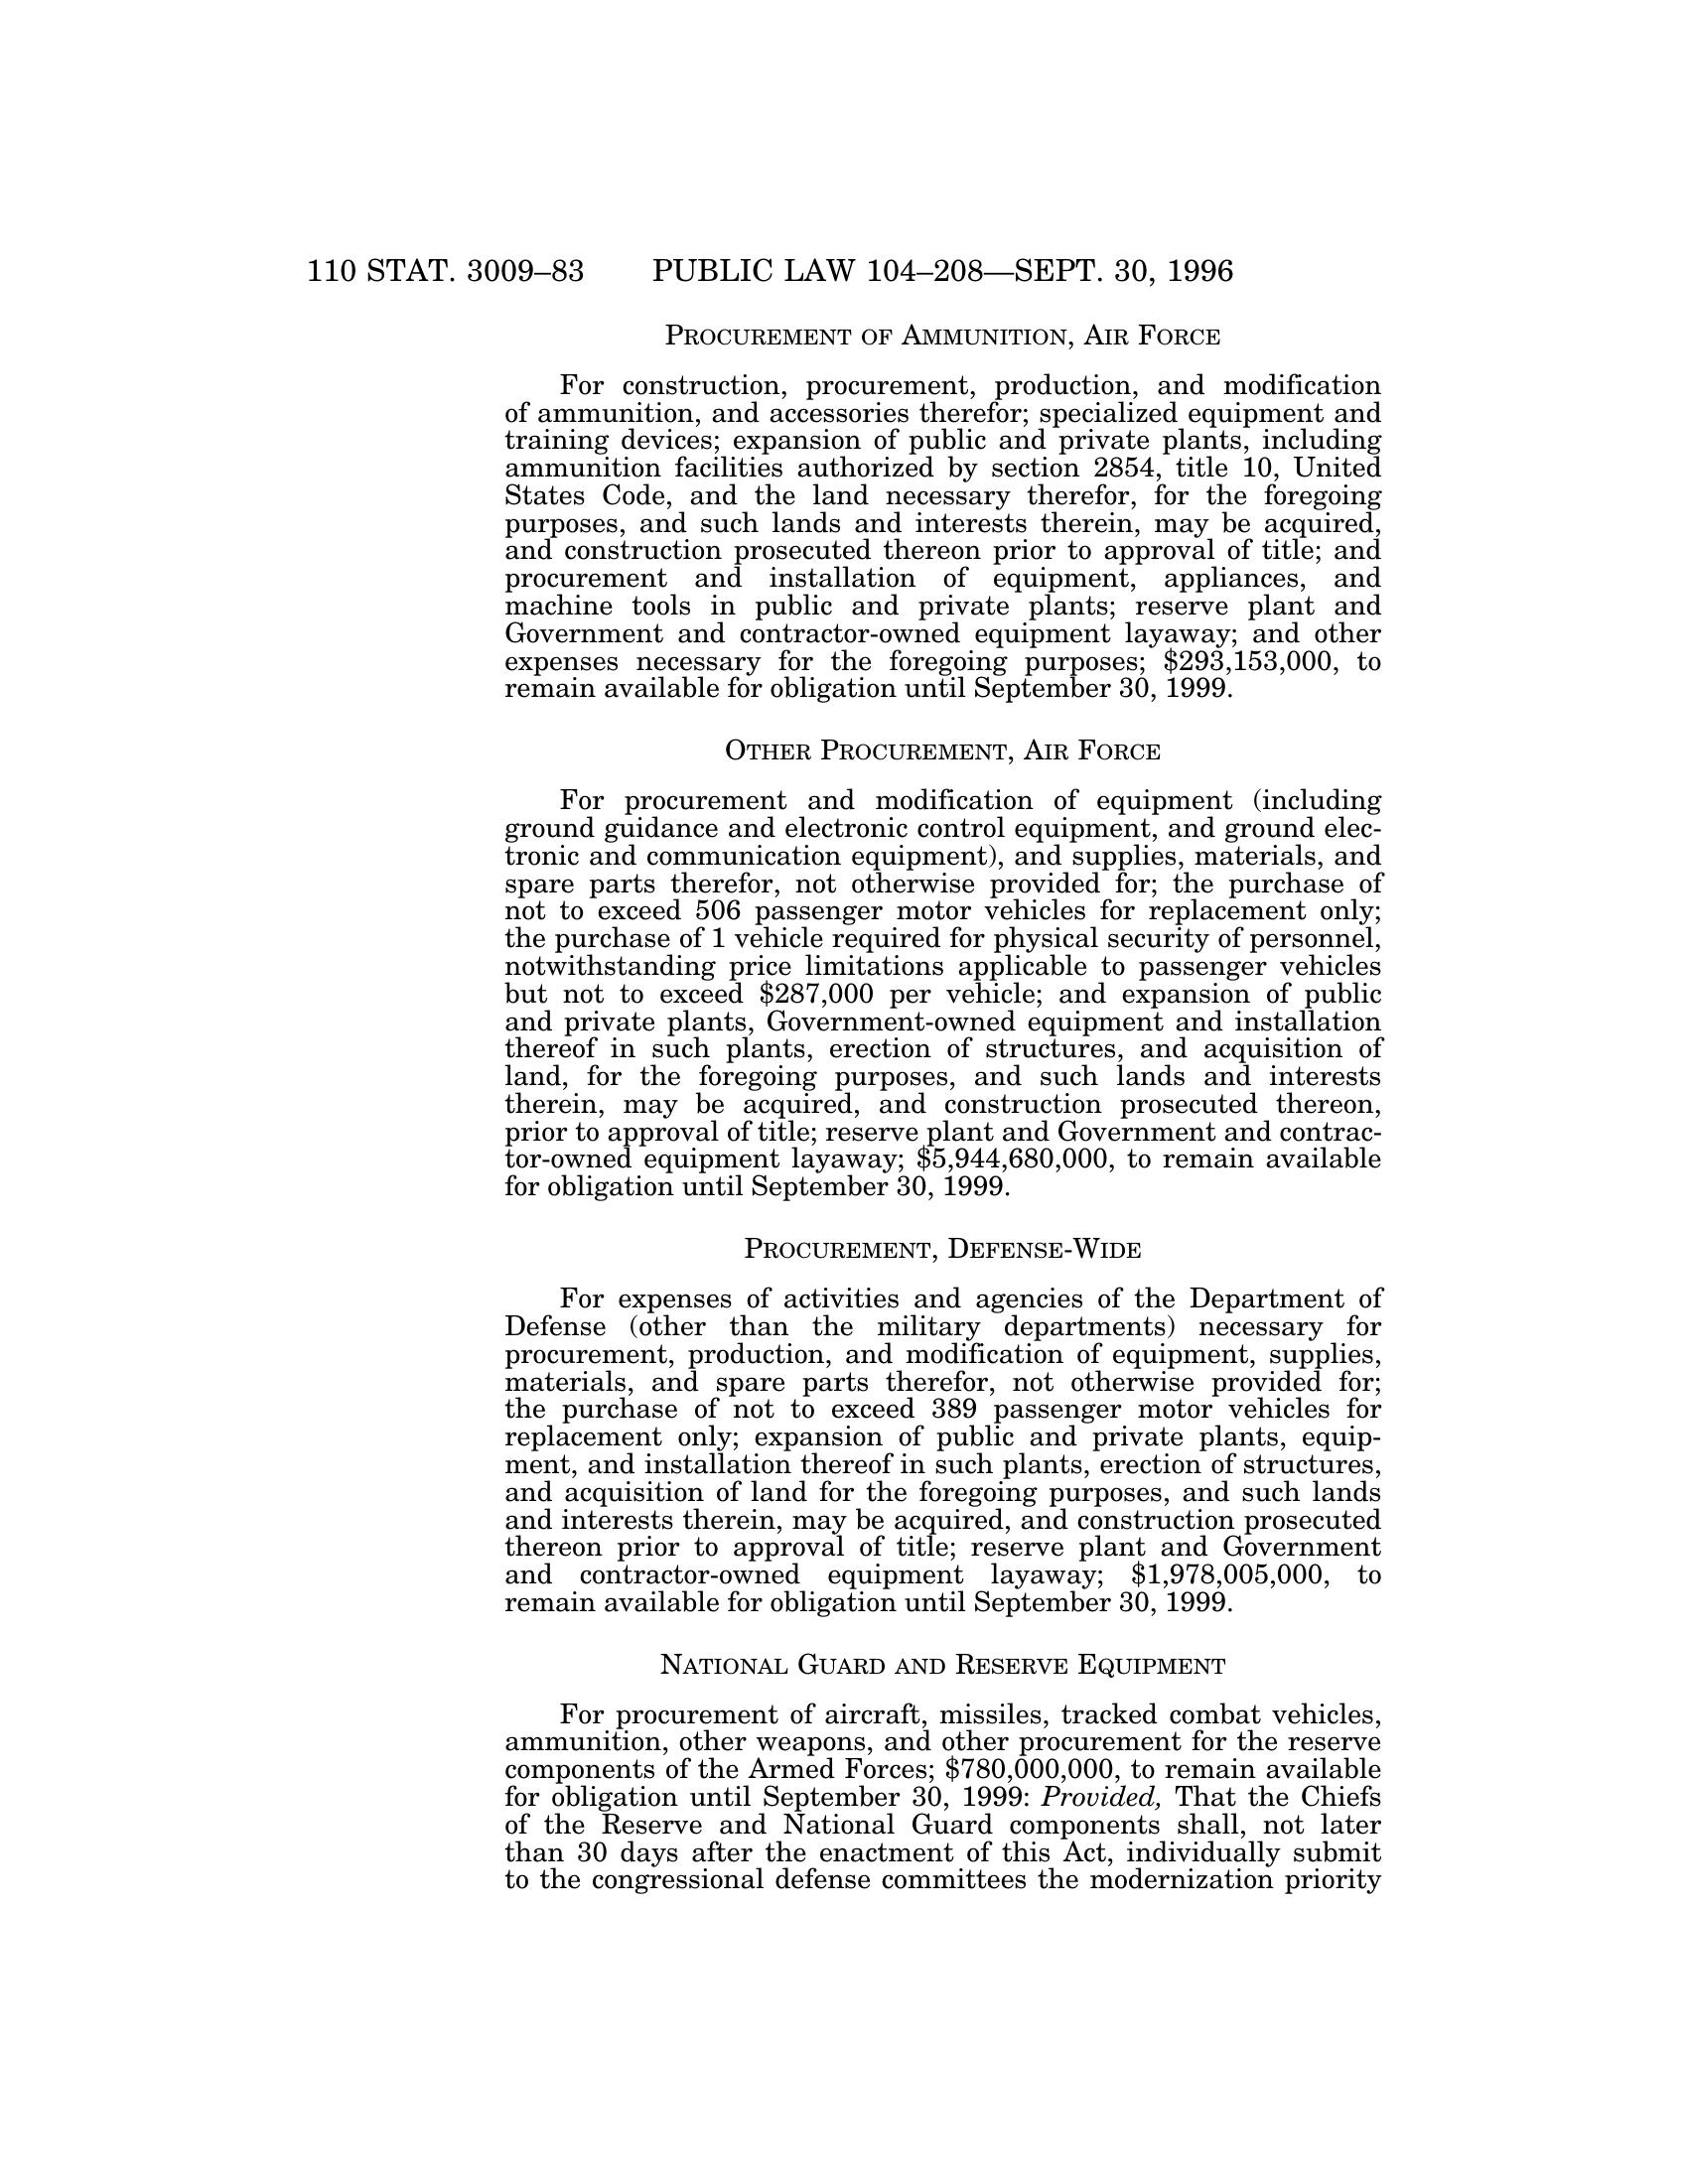 110 STAT. 3009–83 PUBLIC LAW 104–208—SEPT. 30, 1996
PROCUREMENT OF AMMUNITION, AIR FORCE
For construction, procurement, production, and modification
of ammunition, and accessories therefor; specialized equipment and
training devices; expansion of public and private plants, including
ammunition facilities authorized by section 2854, title 10, United
States Code, and the land necessary therefor, for the foregoing
purposes, and such lands and interests therein, may be acquired,
and construction prosecuted thereon prior to approval of title; and
procurement and installation of equipment, appliances, and
machine tools in public and private plants; reserve plant and
Government and contractor-owned equipment layaway; and other
expenses necessary for the foregoing purposes; $293,153,000, to
remain available for obligation until September 30, 1999.
OTHER PROCUREMENT, AIR FORCE
For procurement and modification of equipment (including
ground guidance and electronic control equipment, and ground elec-
tronic and communication equipment), and supplies, materials, and
spare parts therefor, not otherwise provided for; the purchase of
not to exceed 506 passenger motor vehicles for replacement only;
the purchase of 1 vehicle required for physical security of personnel,
notwithstanding price limitations applicable to passenger vehicles
but not to exceed $287,000 per vehicle; and expansion of public
and private plants, Government-owned equipment and installation
thereof in such plants, erection of structures, and acquisition of
land, for the foregoing purposes, and such lands and interests
therein, may be acquired, and construction prosecuted thereon,
prior to approval of title; reserve plant and Government and contrac-
tor-owned equipment layaway; $5,944,680,000, to remain available
for obligation until September 30, 1999.
PROCUREMENT, DEFENSE-WIDE
For expenses of activities and agencies of the Department of
Defense (other than the military departments) necessary for
procurement, production, and modification of equipment, supplies,
materials, and spare parts therefor, not otherwise provided for;
the purchase of not to exceed 389 passenger motor vehicles for
replacement only; expansion of public and private plants, equip-
ment, and installation thereof in such plants, erection of structures,
and acquisition of land for the foregoing purposes, and such lands
and interests therein, may be acquired, and construction prosecuted
thereon prior to approval of title; reserve plant and Government
and contractor-owned equipment layaway; $1,978,005,000, to
remain available for obligation until September 30, 1999.
NATIONAL GUARD AND RESERVE EQUIPMENT
For procurement of aircraft, missiles, tracked combat vehicles,
ammunition, other weapons, and other procurement for the reserve
components of the Armed Forces; $780,000,000, to remain available
for obligation until September 30, 1999: Provided, That the Chiefs
of the Reserve and National Guard components shall, not later
than 30 days after the enactment of this Act, individually submit
to the congressional defense committees the modernization priority